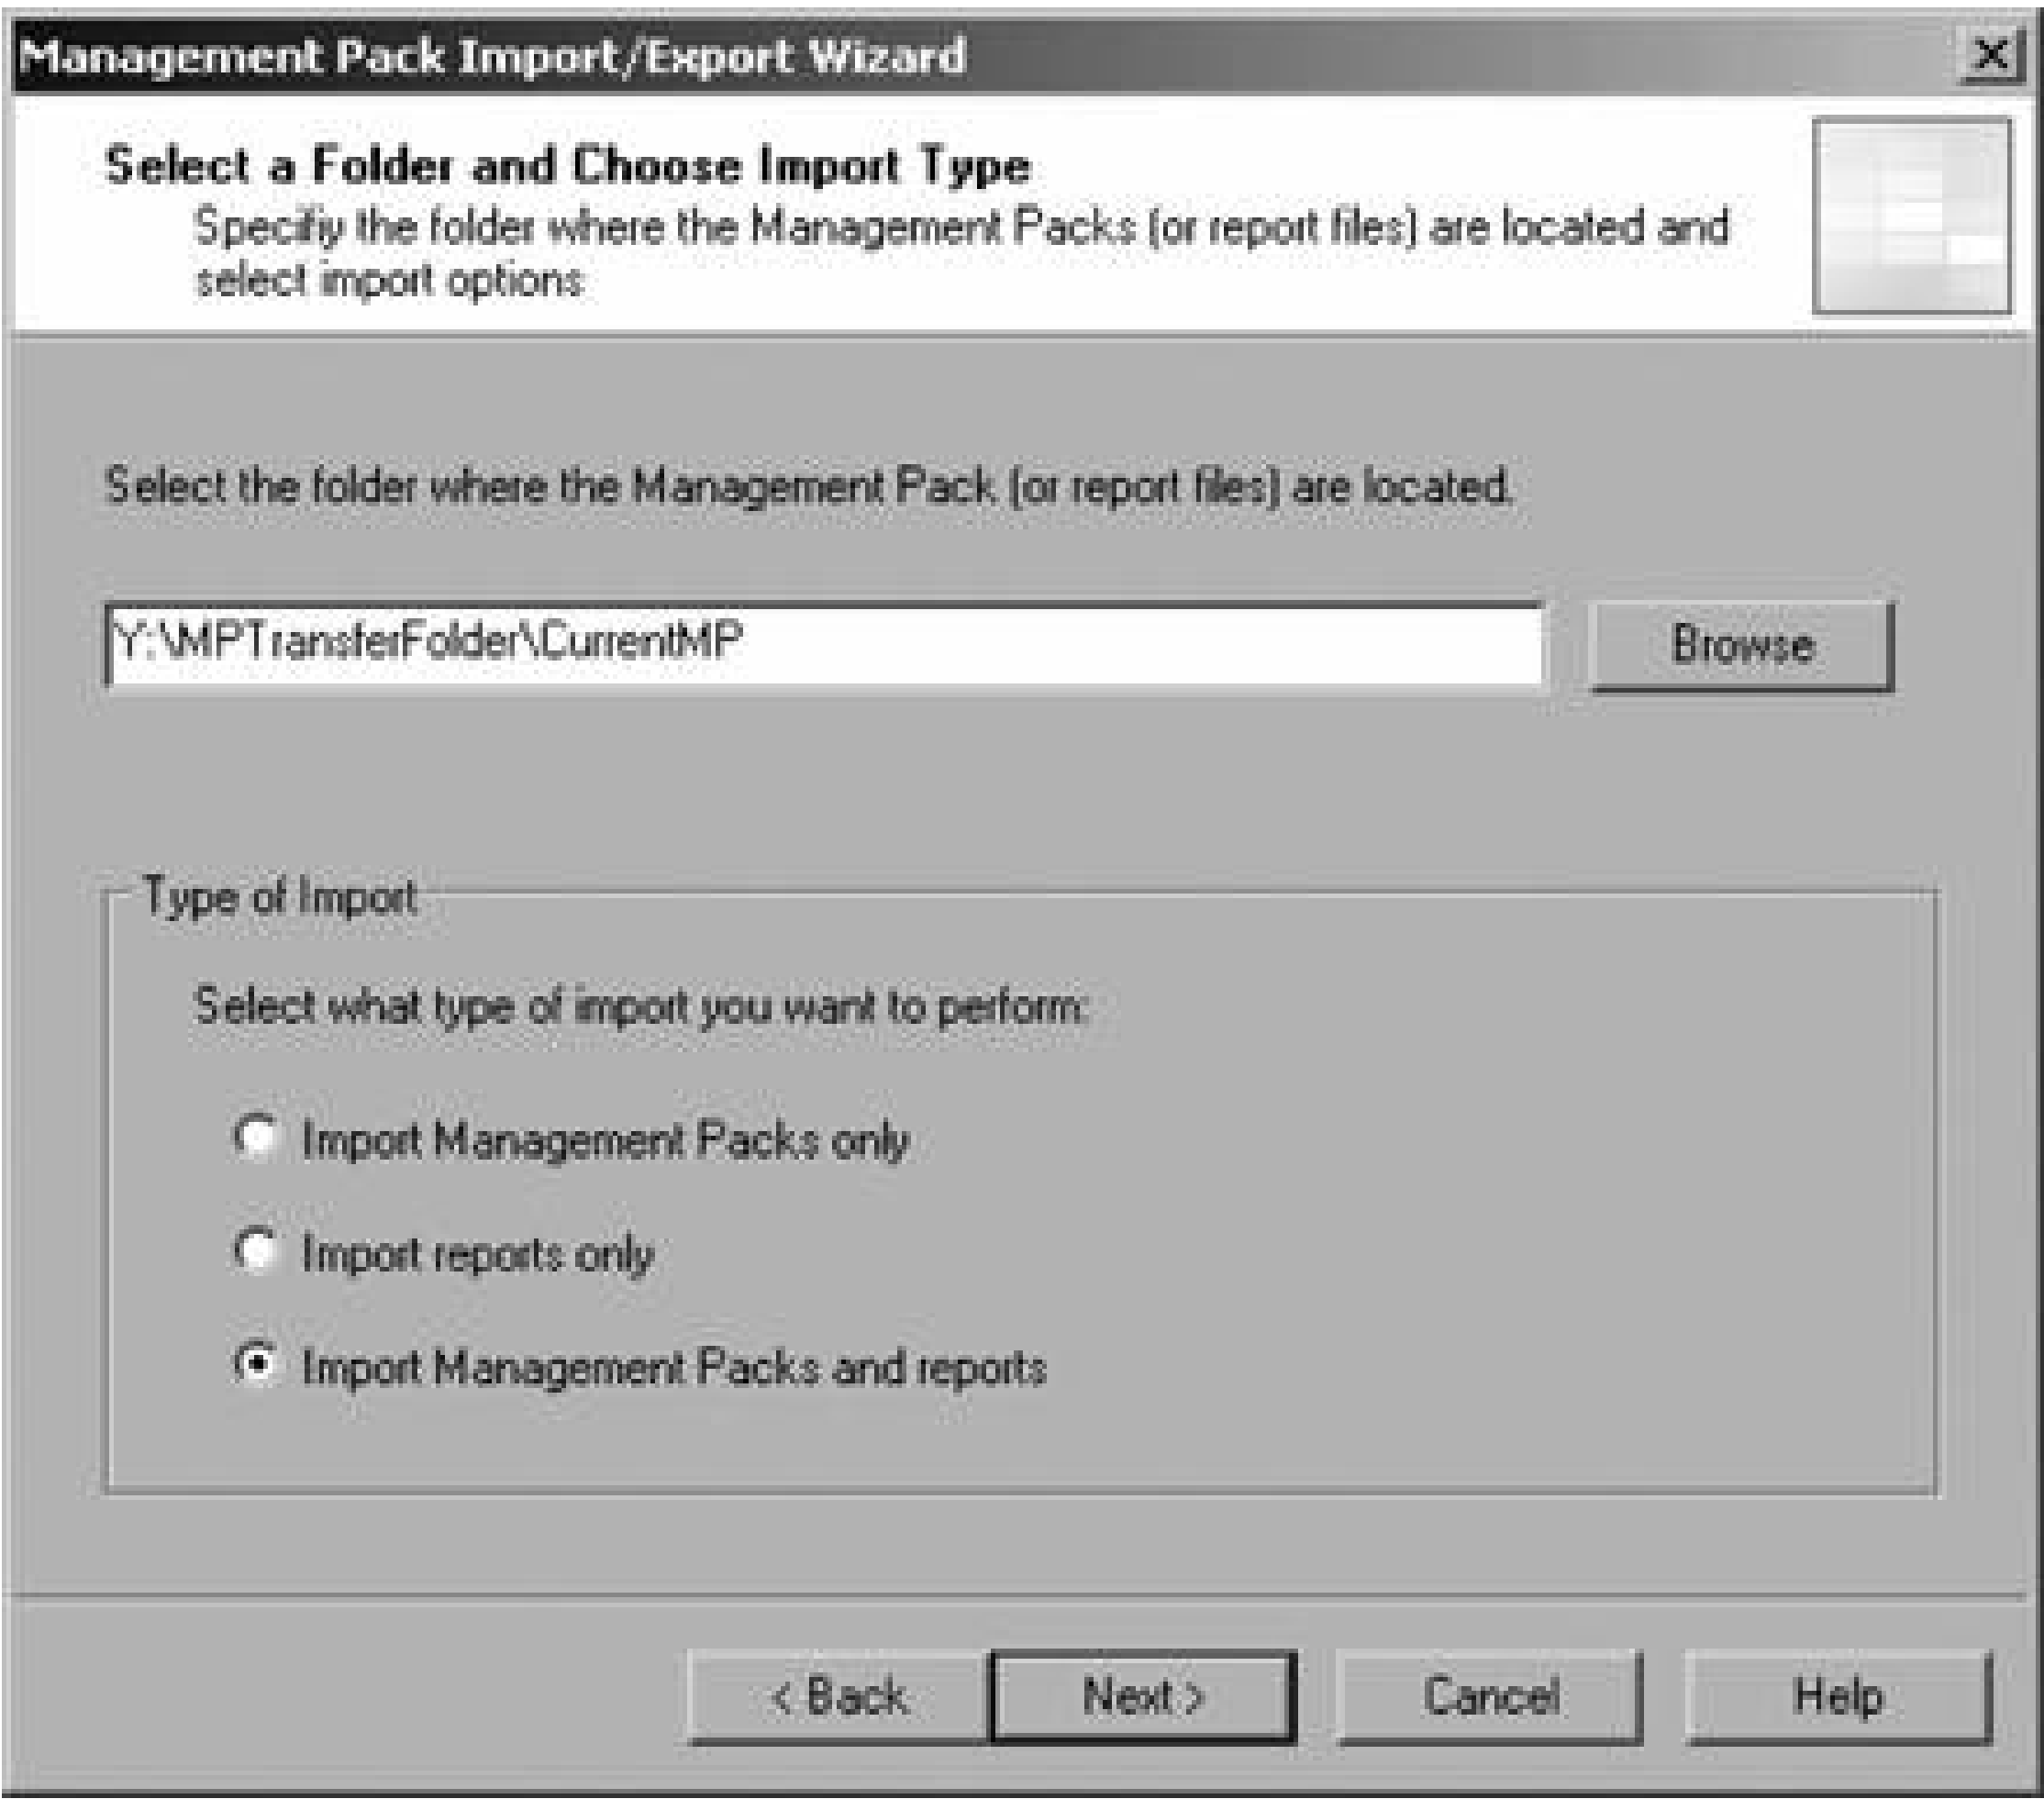 Management Pack Import/Export Wizard
Select a Folder and Choose Import Type
Specifiy the folder where the Management Packs (or report files) are located and
select import options
Select the folder where the Management Pack (or report files) are located.
Y:\MPTransferFolder\CurrentMP
Browse
Type of Import
Select what type of import you want to perform:
Import Management Packs only
Import reports only
Import Management Packs and reports
< Back
Next >
Cancel
Help